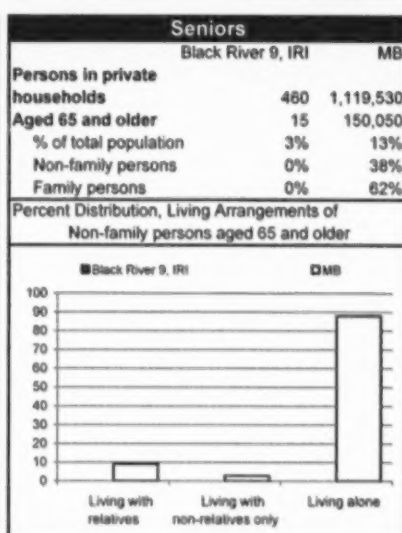 Seniors
Black River 9, IRI MB
Persons in private
households 460 1,119,530
Aged 65 and older 15 150,050
% of total population 3% 13%
Non-family persons 0% 38%
Family persons 0% 62%
Percent Distribution, Living Arrangements of
Non-family persons aged 65 and older
Black River 9, IRI MB
100
90
80
70
60
50
40
30
20
10
0
Living with Living with Living alone
relatives non-relatives only